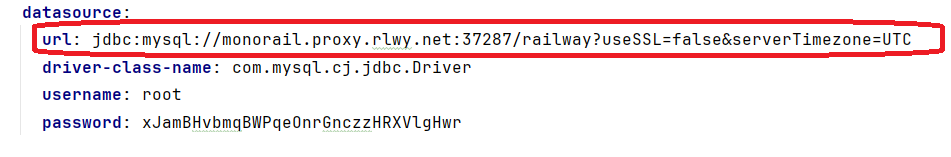 datasource:
url: jdbc:mysql://monorail.proxy.rlwy.net:37287/railway?useSSL=false&serverTimezone=UTC
driver-class-name: com.mysql.cj.jdbc.Driver
username: root
password: xJamBHvbmqBWPqeOnrGnczzHRXVlgHwr